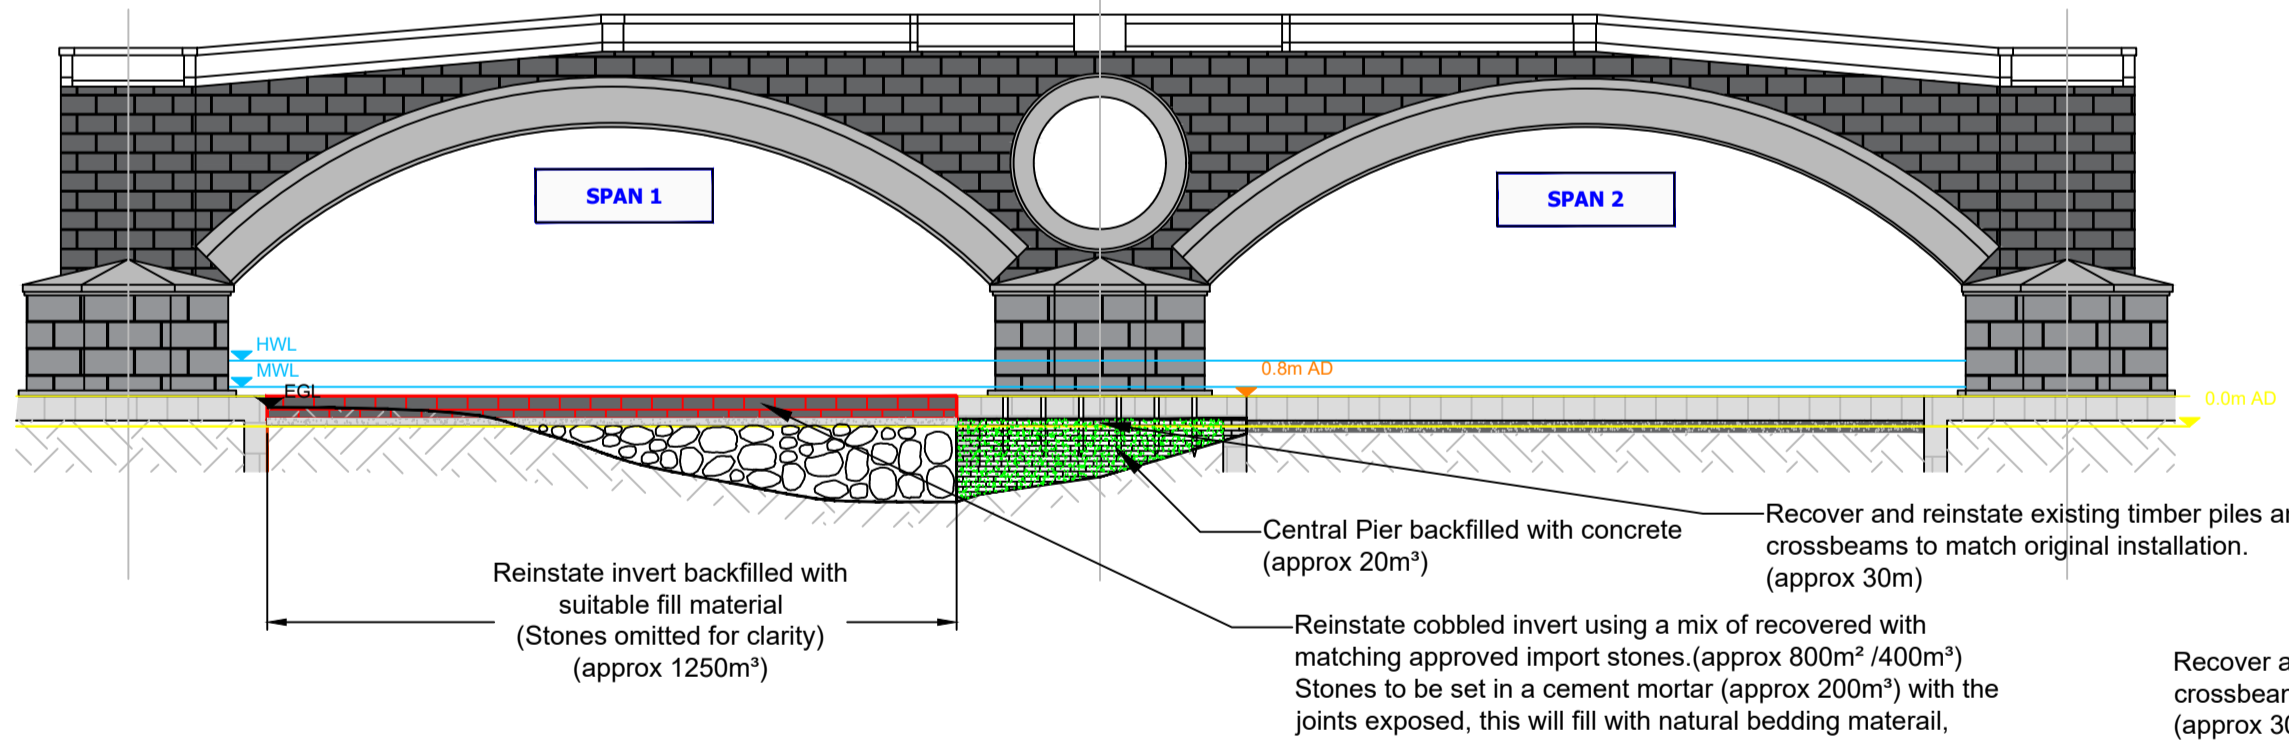 SPAN 1
SPAN 2
HWL
MWL
EGL
0.8m AD
0.0m AD
Central Pier backfilled with concrete
(approx 20m³)
Recover and reinstate existing timber piles
crossbeams to match original installation.
(approx 30m)
Reinstate invert backfilled with
suitable fill material
(Stones omitted for clarity)
(approx 1250m³)
Reinstate cobbled invert using a mix of recovered with
matching approved import stones.(approx 800m² /400m³)
Stones to be set in a cement mortar (approx 200m³) with the
joints exposed, this will fill with natural bedding materail,
Recover
(approx